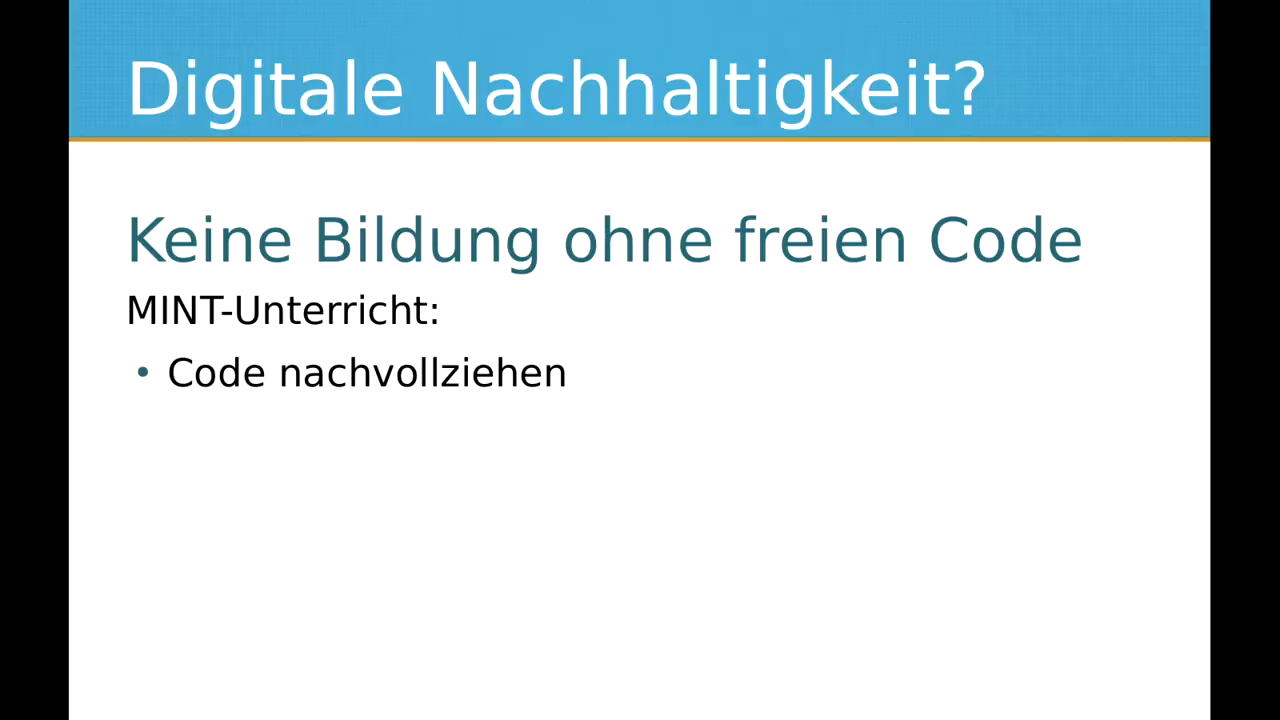 Digitale Nachhaltigkeit?
Keine Bildung ohne freien Code
MINT-Unterricht:
• Code nachvollziehen